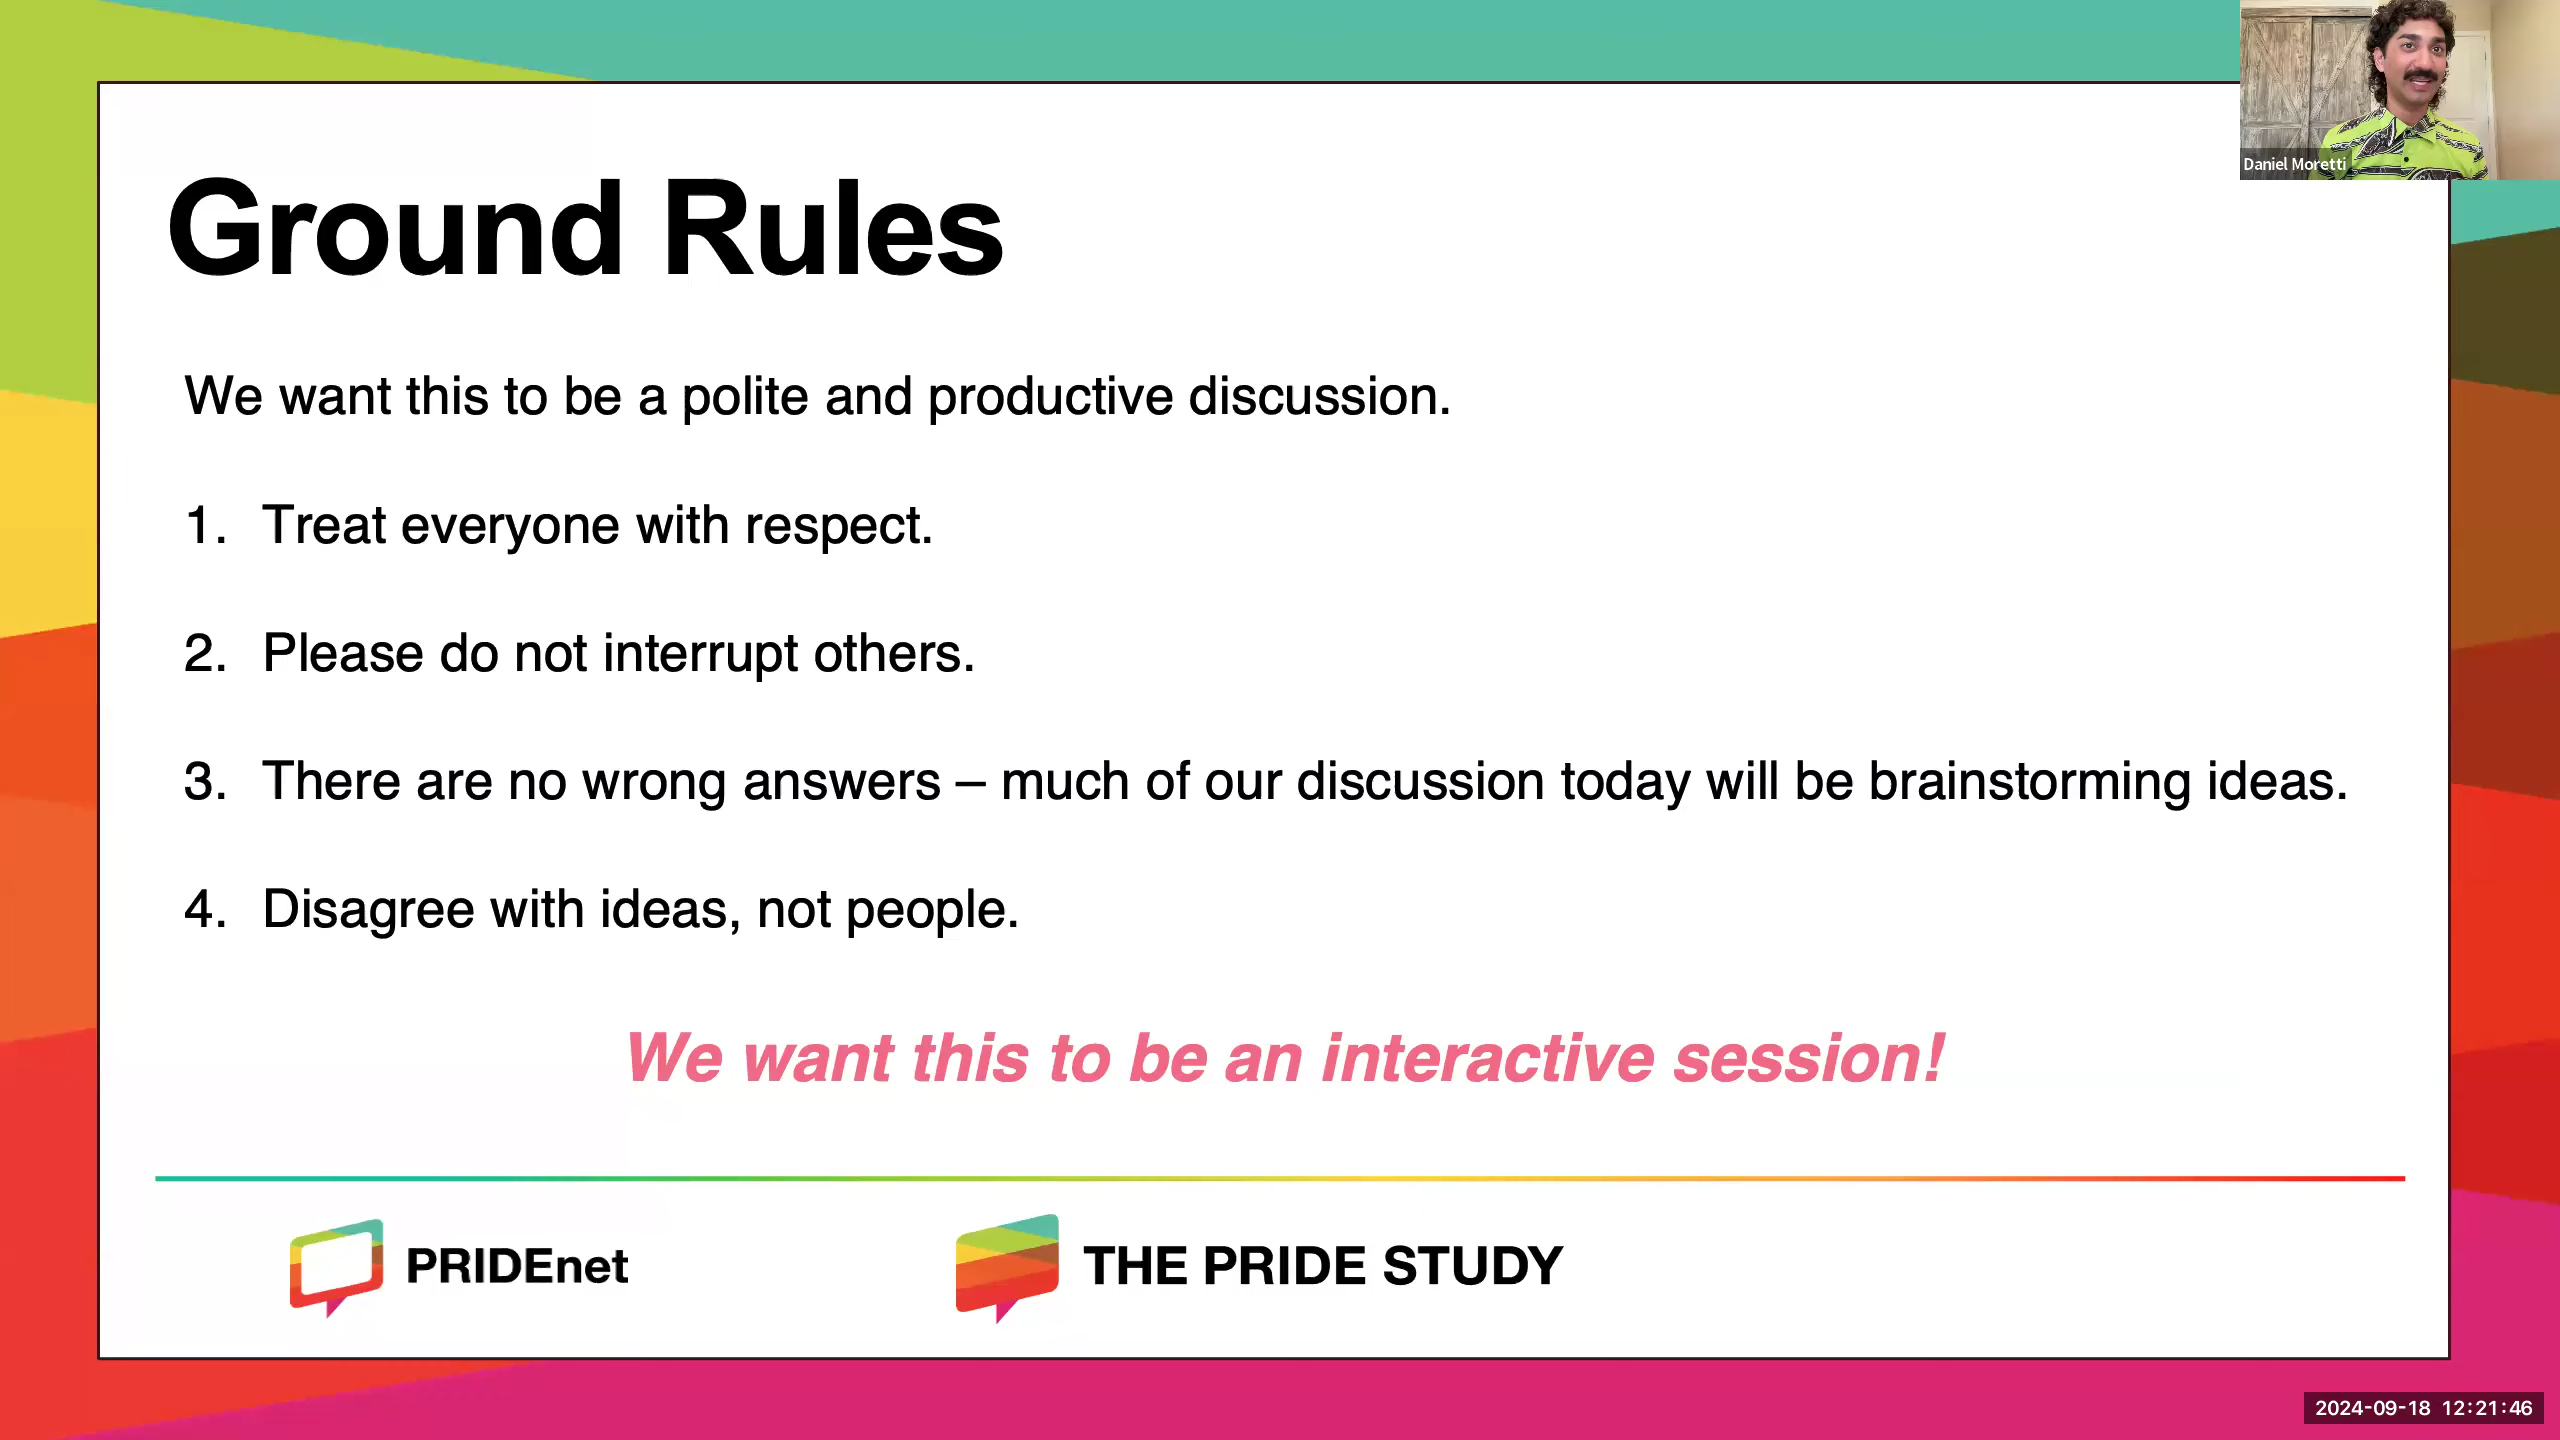 Daniel Moretti
Ground Rules
We want this to be a polite and productive discussion.
1. Treat everyone with respect.
2. Please do not interrupt others.
3. There are no wrong answers – much of our discussion today will be brainstorming ideas.
4. Disagree with ideas, not people.
We want this to be an interactive session!
PRIDEnet
THE PRIDE STUDY
2024-09-18 12:21:46